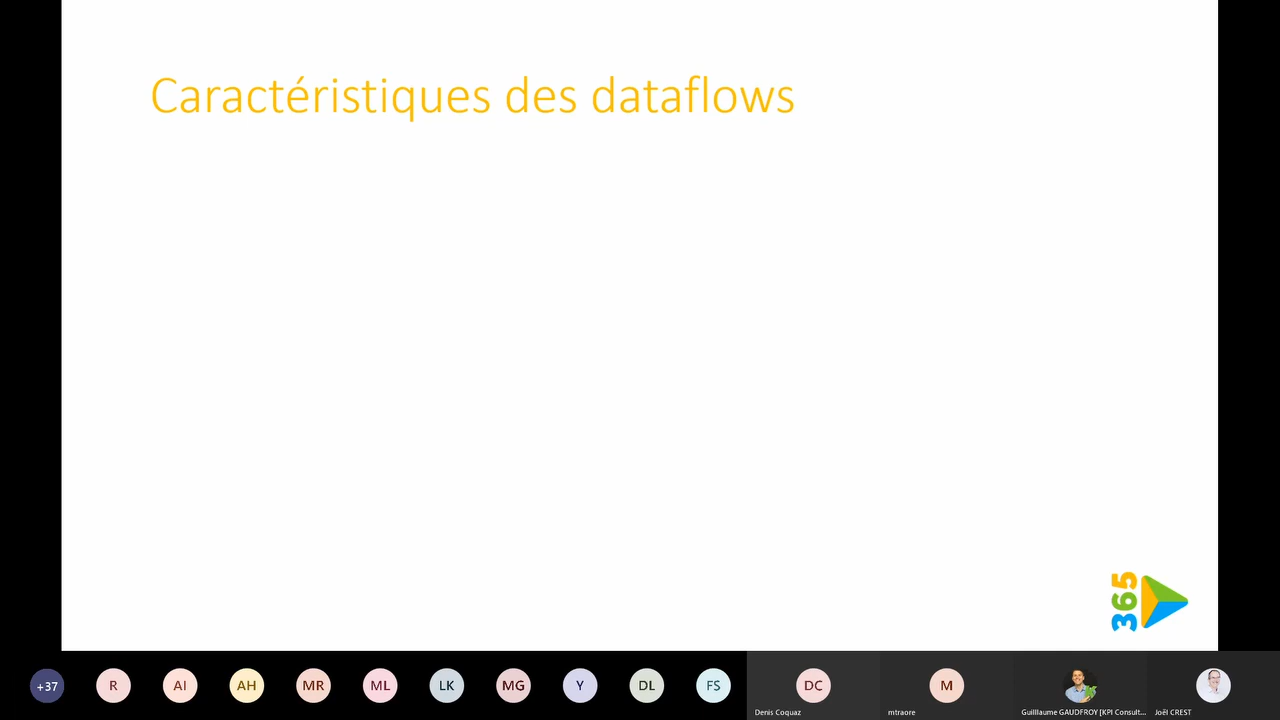 Caractéristiques des dataflows
365
+37
R
AI
AH
MR
ML
LK
MG
Y
DL
FS
DC
M
Denis Coquaz
mtraore
Guilllaume GAUDFROY [KPI Consult...
Joël CREST